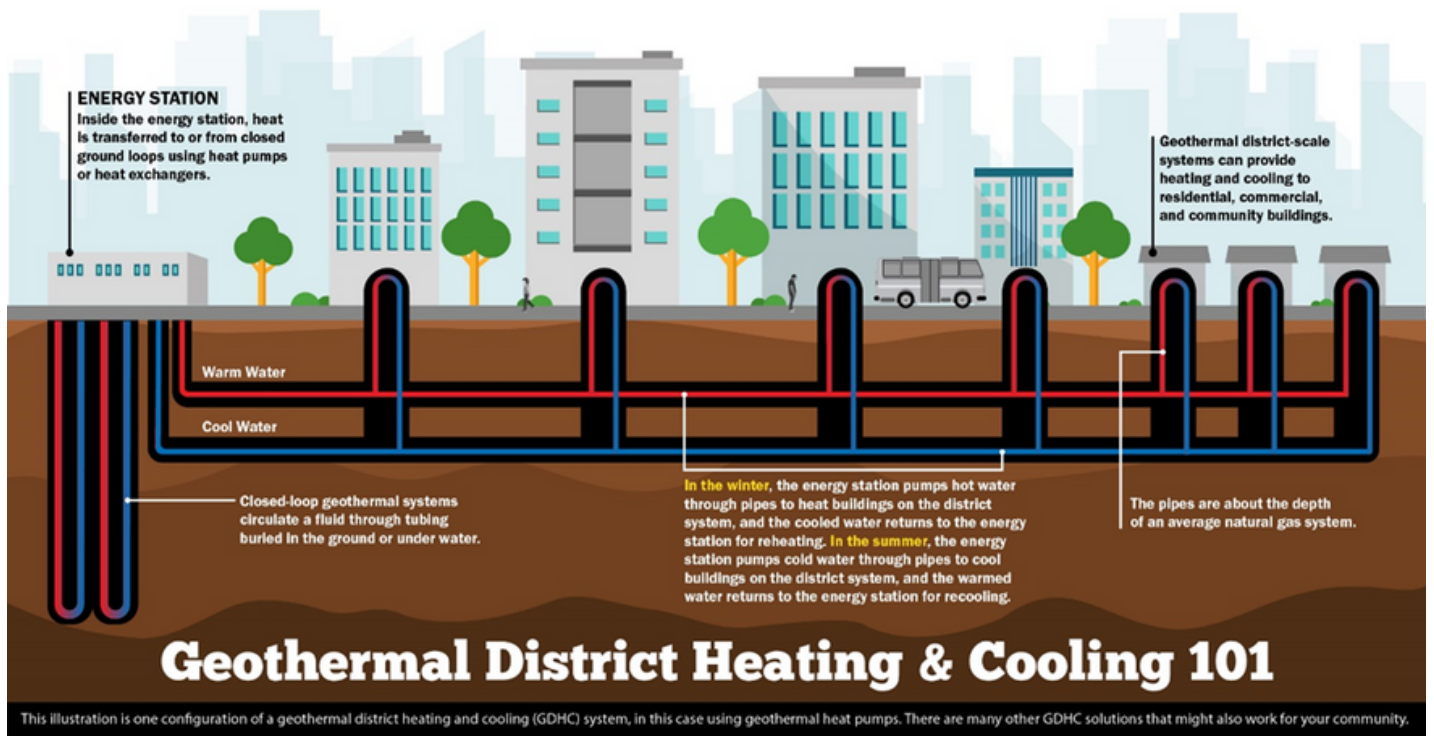 ENERGY STATION
Inside the energy station, heat
is transferred to or from closed
ground loops using heat pumps
or heat exchangers.
Geothermal district-scale
systems can provide
heating and cooling to
residential, commercial,
and community buildings.
Warm Water
Cool Water
Closed-loop geothermal systems
circulate a fluid through tubing
buried in the ground or under water.
In the winter, the energy station pumps hot water
through pipes to heat buildings on the district
system, and the cooled water returns to the energy
station for reheating. In the summer, the energy
station pumps cold water through pipes to cool
buildings on the district system, and the warmed
water returns to the energy station for recooling.
The pipes are about the depth
of an average natural gas system.
Geothermal District Heating & Cooling 101
This illustration is one configuration of a geothermal district heating and cooling (GDHC) system, in this case using geothermal heat pumps. There are many other GDHC solutions that might also work for your community.